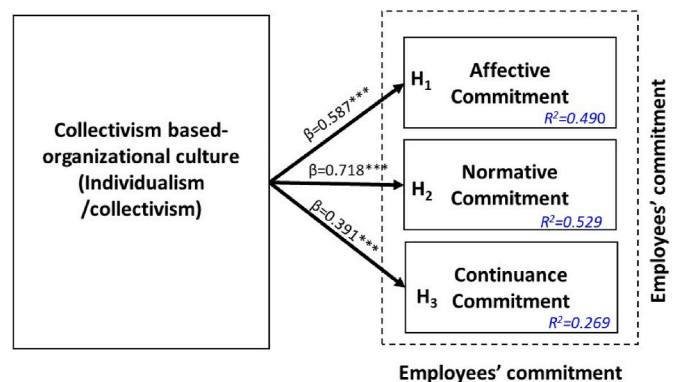 Collectivism based-
organizational culture
(Individualism
/collectivism)
β=0.587***
β=0.718***
β=0.391***
H1
Affective
Commitment
R²=0.490
H2
Normative
Commitment
R²=0.529
H3
Continuance
Commitment
R²=0.269
Employees’ commitment
Employees’ commitment